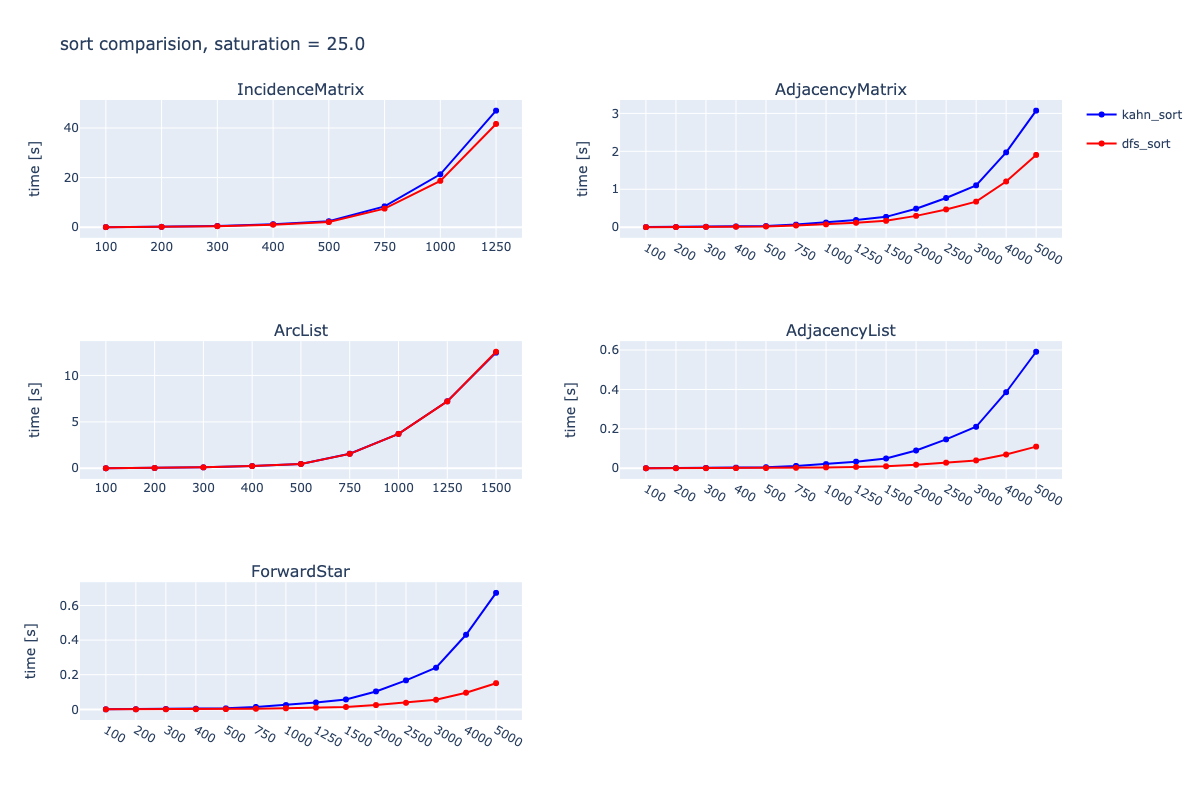 sort comparision, saturation = 25.0
IncidenceMatrix
time [s]
40
20
0
100 200 300 400 500 750 1000 1250
AdjacencyMatrix
time [s]
3
2
1
0
100 200 300 400 500 750 1000 1250 1500 2000 2500 3000 4000 5000
kahn_sort
dfs_sort
ArcList
time [s]
10
5
0
100 200 300 400 500 750 1000 1250 1500
AdjacencyList
time [s]
0.6
0.4
0.2
0
100 200 300 400 500 750 1000 1250 1500 2000 2500 3000 4000 5000
ForwardStar
time [s]
0.6
0.4
0.2
0
100 200 300 400 500 750 1000 1250 1500 2000 2500 3000 4000 5000